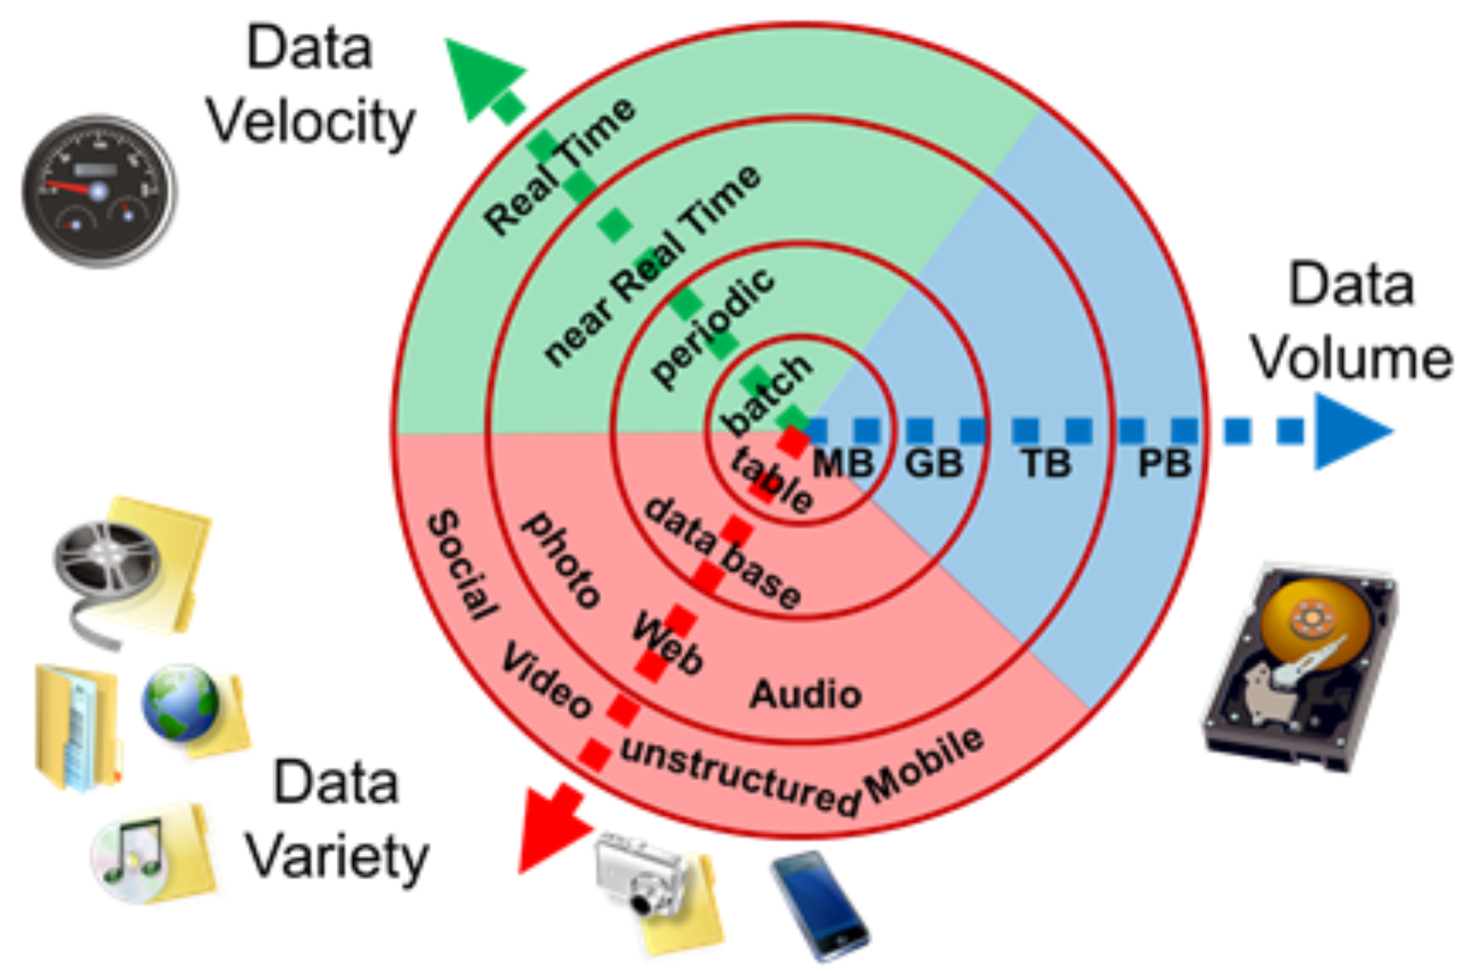 Data
Velocity
Real Time
near Real Time
periodic
batch
Data
Volume
MB GB TB PB
table
data base
photo
Social
Web
Video
Audio
unstructured
Mobile
Data
Variety